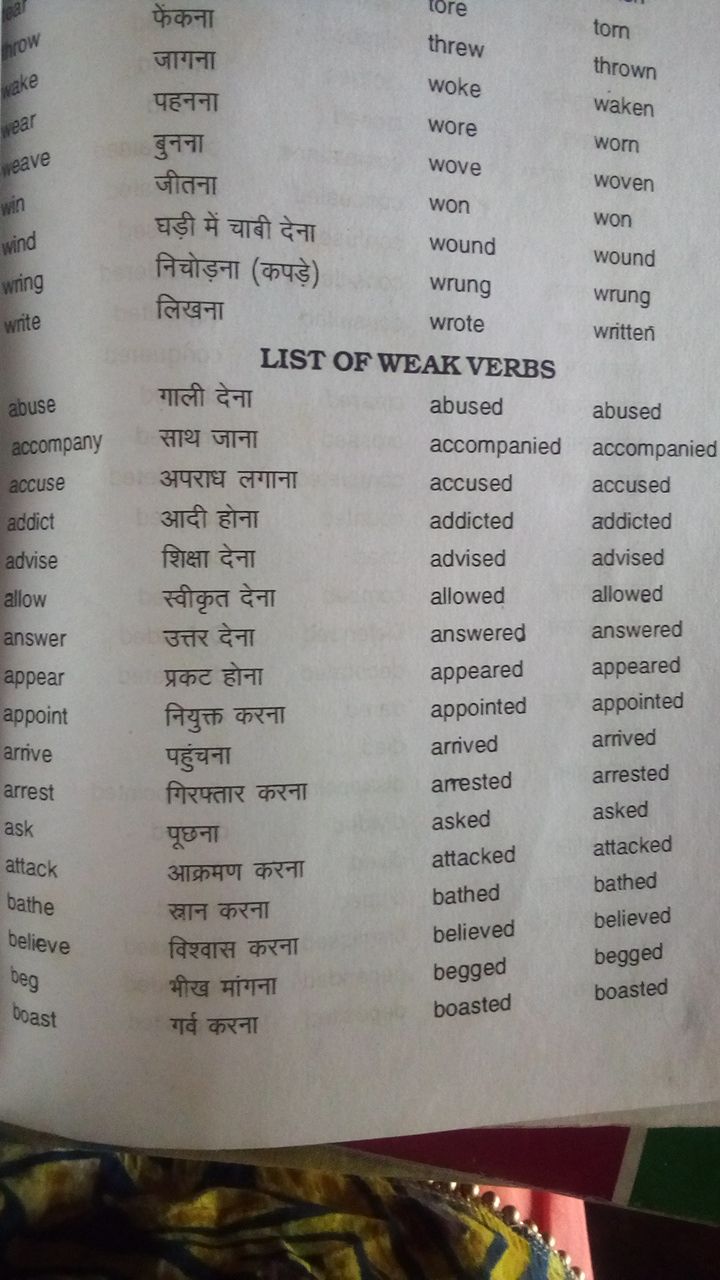 tore torn
throw फेंकना threw thrown
wake जागना woke waken
wear पहनना wore worn
weave बुनना wove woven
win जीतना won won
wind घड़ी में चाबी देना wound wound
wring निचोड़ना (कपड़े) wrung wrung
write लिखना wrote written
LIST OF WEAK VERBS
abuse गाली देना abused abused
accompany साथ जाना accompanied accompanied
accuse अपराध लगाना accused accused
addict आदी होना addicted addicted
advise शिक्षा देना advised advised
allow स्वीकृत देना allowed allowed
answer उत्तर देना answered answered
appear प्रकट होना appeared appeared
appoint नियुक्त करना appointed appointed
arrive पहुंचना arrived arrived
arrest गिरफ्तार करना arrested arrested
ask पूछना asked asked
attack आक्रमण करना attacked attacked
bathe स्नान करना bathed bathed
believe विश्वास करना believed believed
beg भीख मांगना begged begged
boast गर्व करना boasted boasted